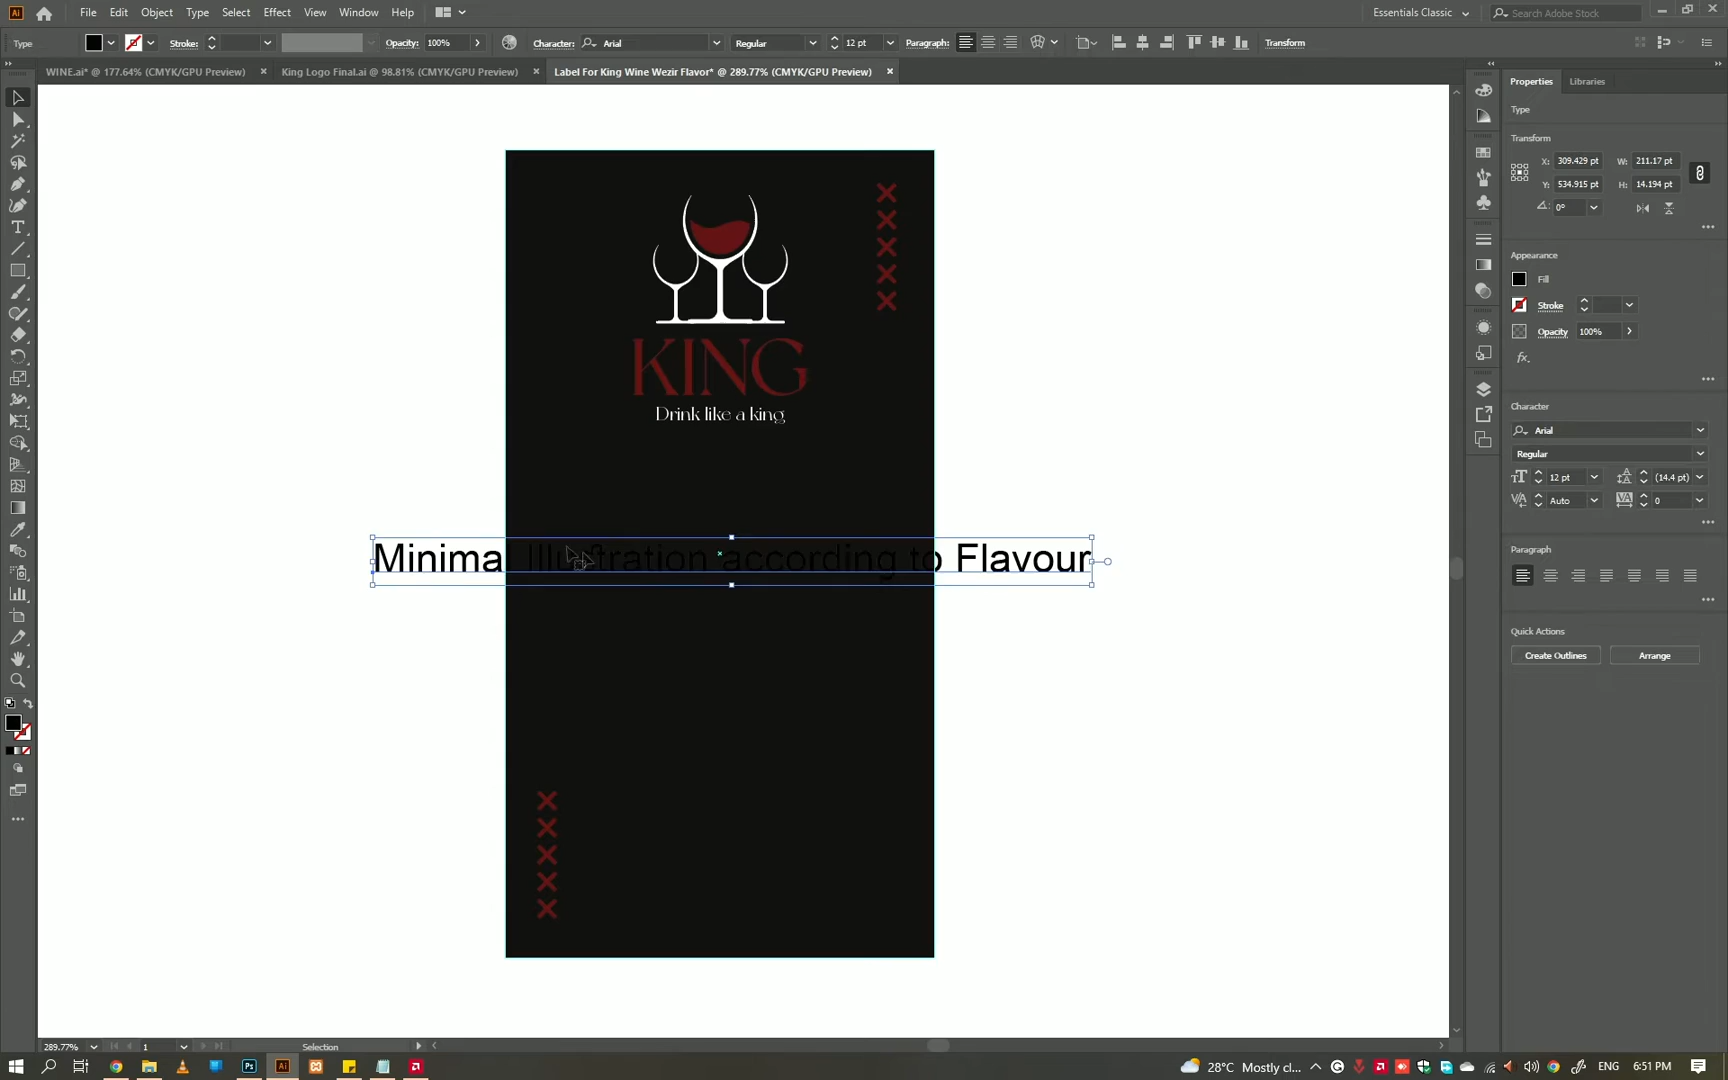 Ai File Edit Object Type Select Effect View Window Help Essentials Classic Search Adobe Stock
Type Stroke: Opacity: 100% Character: Arial Regular 12 pt Paragraph: Transform
WINE.ai* @ 177.64% (CMYK/GPU Preview) King Logo Final.ai @ 98.81% (CMYK/GPU Preview) Label For King Wine Wezir Flavor* @ 289.77% (CMYK/GPU Preview)
Properties Libraries
Type
Transform
X: 309.429 pt W: 211.17 pt
Y: 534.915 pt H: 14.194 pt
0°
Appearance
Fill
Stroke
Opacity 100%
fx.
Character
Arial
Regular
12 pt (14.4 pt)
Auto 0
Paragraph
Quick Actions
Create Outlines Arrange
KING
Drink like a king
Minimal Illustration according to Flavour
289.77% 1 Selection
Ps Ai 28°C Mostly cl... ENG 6:51 PM